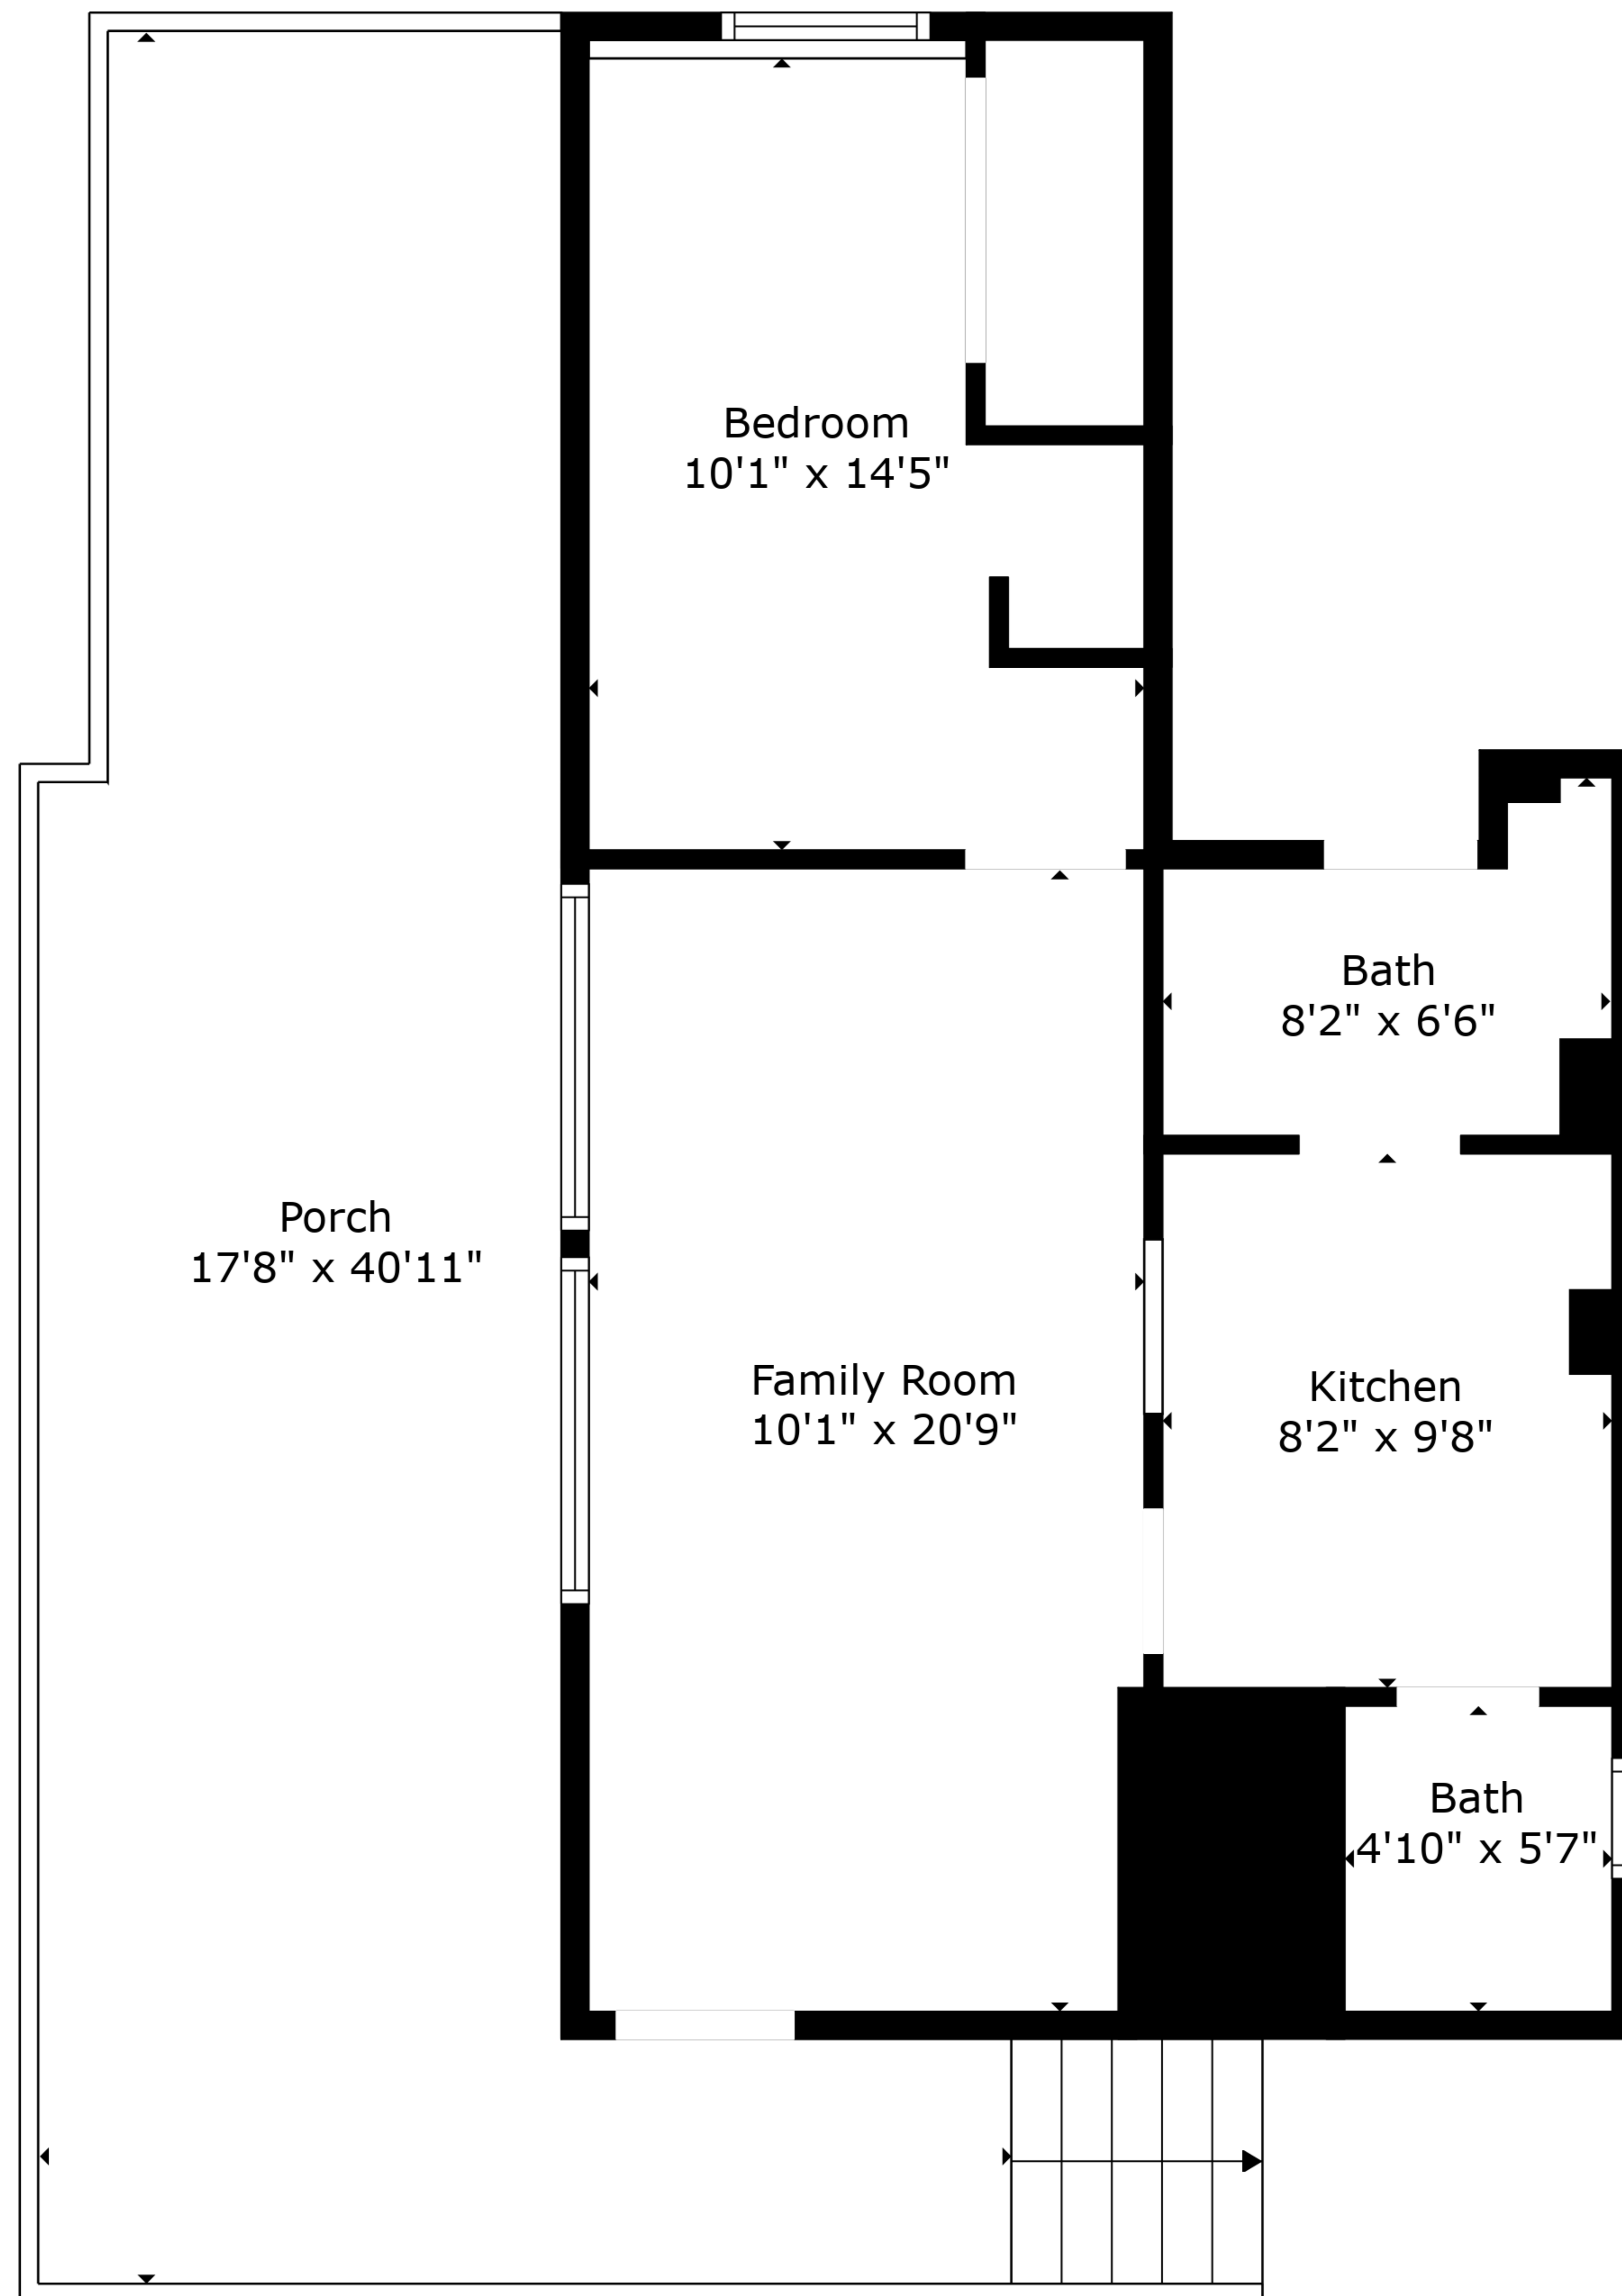 Bedroom
10'1" x 14'5"
Bath
8'2" x 6'6"
Porch
17'8" x 40'11"
Family Room
10'1" x 20'9"
Kitchen
8'2" x 9'8"
Bath
4'10" x 5'7"